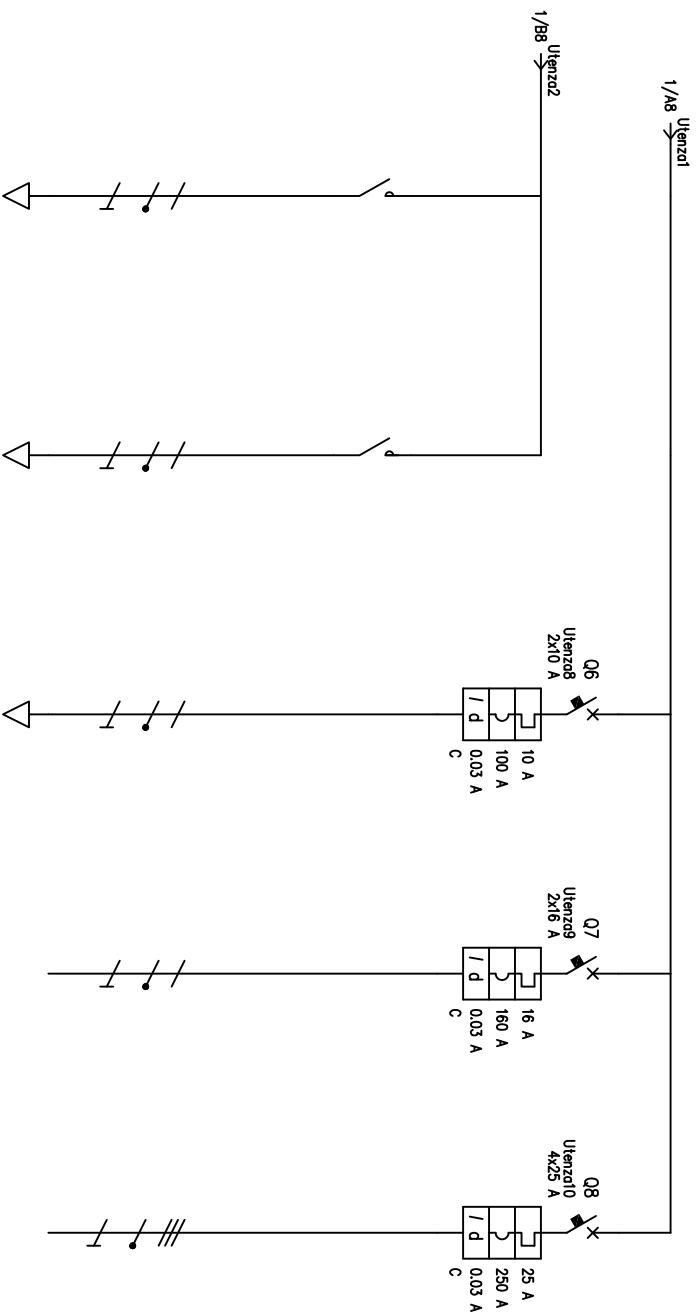 1/A8
Utenza1
1/B8
Utenza2
Q6
Utenza8
2x10 A
10 A
100 A
I d
0.03 A
C
Q7
Utenza9
2x16 A
16 A
160 A
I d
0.03 A
C
Q8
Utenza10
4x25 A
25 A
250 A
I d
0.03 A
C